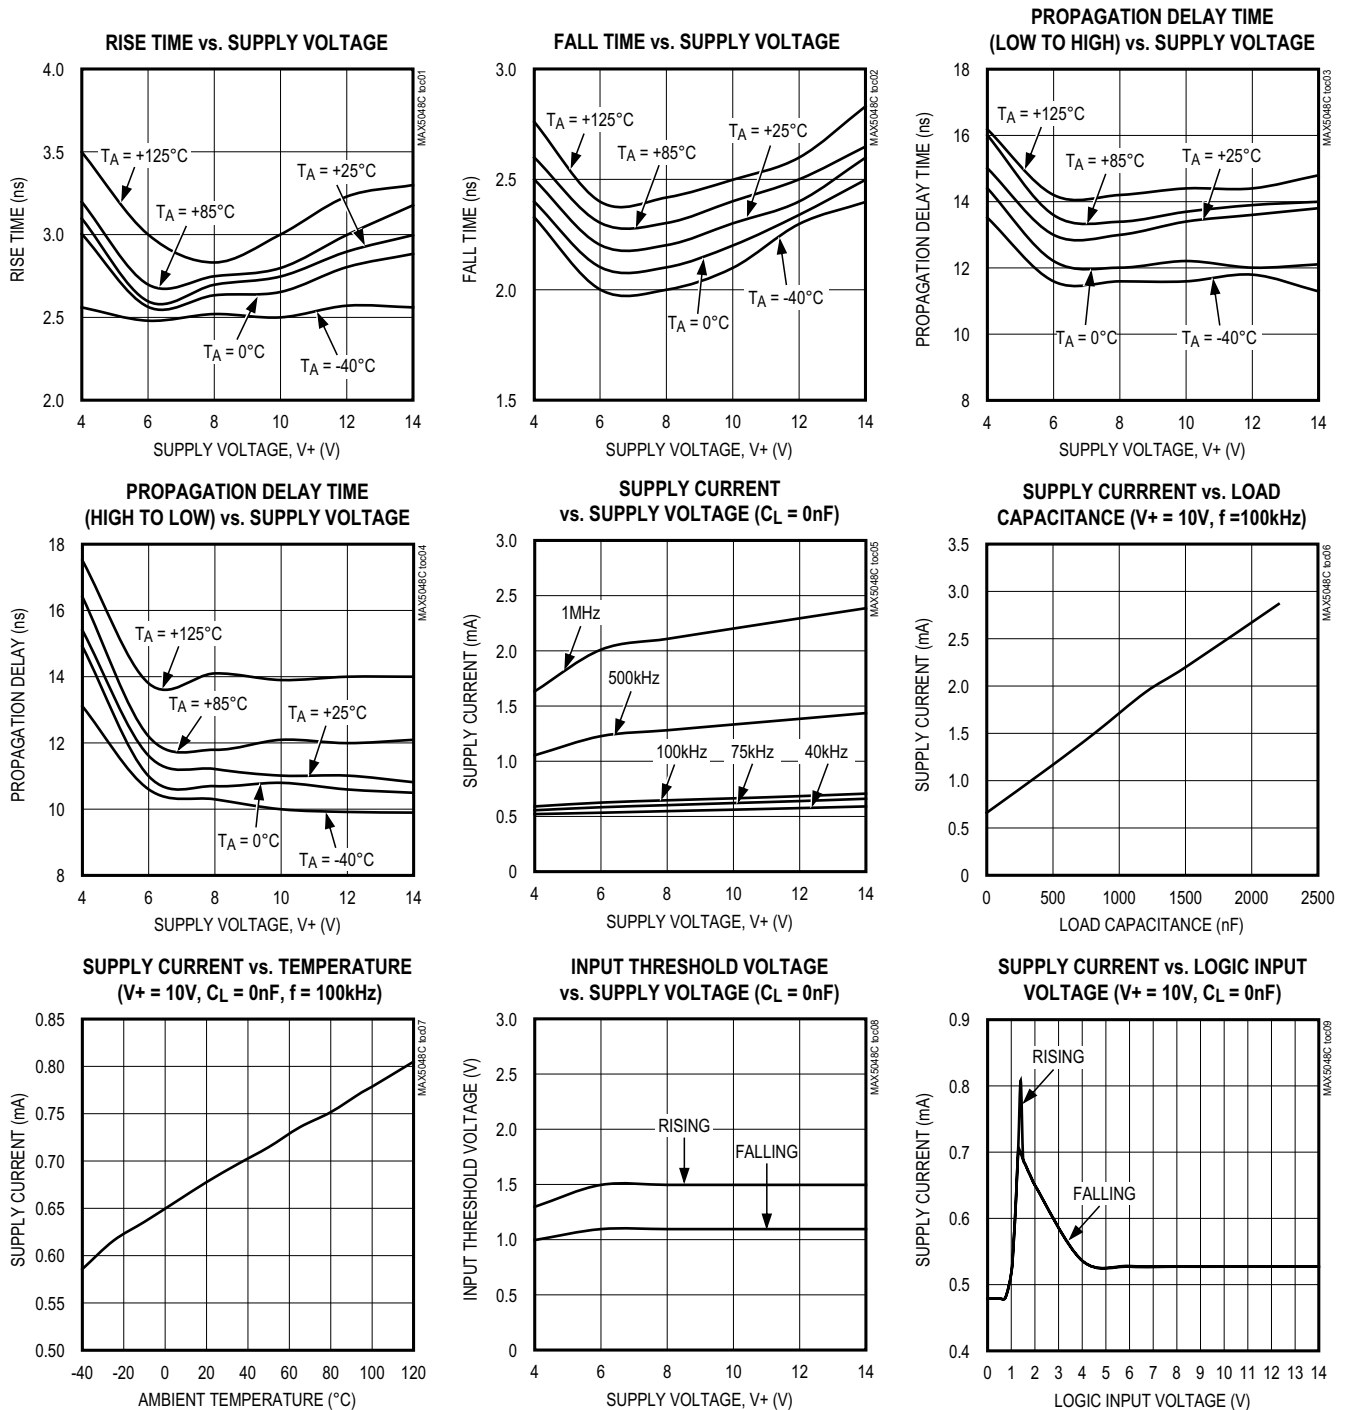 RISE TIME vs. SUPPLY VOLTAGE
4.0
3.5
3.0
2.5
2.0
RISE TIME (ns)
TA = +125°C
TA = +25°C
TA = +85°C
TA = 0°C
TA = -40°C
4 6 8 10 12 14
SUPPLY VOLTAGE, V+ (V)
MAX5048C toc01
FALL TIME vs. SUPPLY VOLTAGE
3.0
2.5
2.0
1.5
FALL TIME (ns)
TA = +125°C
TA = +25°C
TA = +85°C
TA = -40°C
TA = 0°C
4 6 8 10 12 14
SUPPLY VOLTAGE, V+ (V)
MAX5048C toc02
PROPAGATION DELAY TIME
(LOW TO HIGH) vs. SUPPLY VOLTAGE
18
16
14
12
10
8
PROPAGATION DELAY TIME (ns)
TA = +125°C
TA = +85°C
TA = +25°C
TA = 0°C
TA = -40°C
4 6 8 10 12 14
SUPPLY VOLTAGE, V+ (V)
MAX5048C toc03
PROPAGATION DELAY TIME
(HIGH TO LOW) vs. SUPPLY VOLTAGE
18
16
14
12
10
8
PROPAGATION DELAY (ns)
TA = +125°C
TA = +85°C
TA = +25°C
TA = 0°C
TA = -40°C
4 6 8 10 12 14
SUPPLY VOLTAGE, V+ (V)
MAX5048C toc04
SUPPLY CURRENT
vs. SUPPLY VOLTAGE (CL = 0nF)
3.0
2.5
2.0
1.5
1.0
0.5
0
SUPPLY CURRENT (mA)
1MHz
500kHz
100kHz 75kHz 40kHz
4 6 8 10 12 14
SUPPLY VOLTAGE, V+ (V)
MAX5048C toc05
SUPPLY CURRRENT vs. LOAD
CAPACITANCE (V+ = 10V, f =100kHz)
3.5
3.0
2.5
2.0
1.5
1.0
0.5
0
SUPPLY CURRENT (mA)
0 500 1000 1500 2000 2500
LOAD CAPACITANCE (nF)
MAX5048C toc06
SUPPLY CURRENT vs. TEMPERATURE
(V+ = 10V, CL = 0nF, f = 100kHz)
0.85
0.80
0.75
0.70
0.65
0.60
0.55
0.50
SUPPLY CURRENT (mA)
-40 -20 0 20 40 60 80 100 120
AMBIENT TEMPERATURE (°C)
MAX5048C toc07
INPUT THRESHOLD VOLTAGE
vs. SUPPLY VOLTAGE (CL = 0nF)
3.0
2.5
2.0
1.5
1.0
0.5
0
INPUT THRESHOLD VOLTAGE (V)
RISING
FALLING
4 6 8 10 12 14
SUPPLY VOLTAGE, V+ (V)
MAX5048C toc08
SUPPLY CURRENT vs. LOGIC INPUT
VOLTAGE (V+ = 10V, CL = 0nF)
0.9
0.8
0.7
0.6
0.5
0.4
SUPPLY CURRENT (mA)
RISING
FALLING
0 1 2 3 4 5 6 7 8 9 10 11 12 13 14
LOGIC INPUT VOLTAGE (V)
MAX5048C toc09